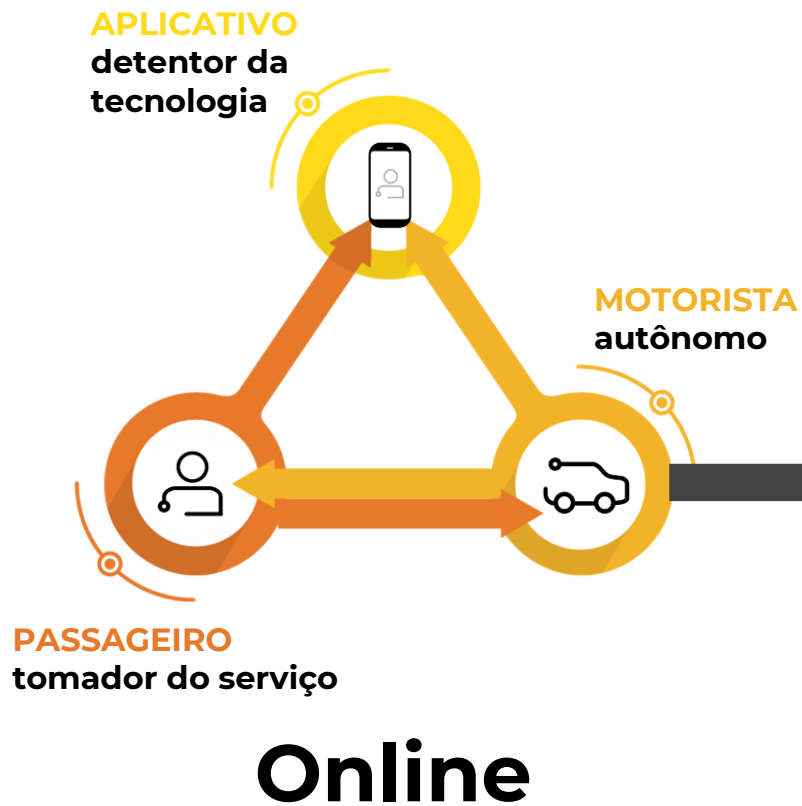 APLICATIVO
detentor da
tecnologia
MOTORISTA
autônomo
PASSAGEIRO
tomador do serviço
Online